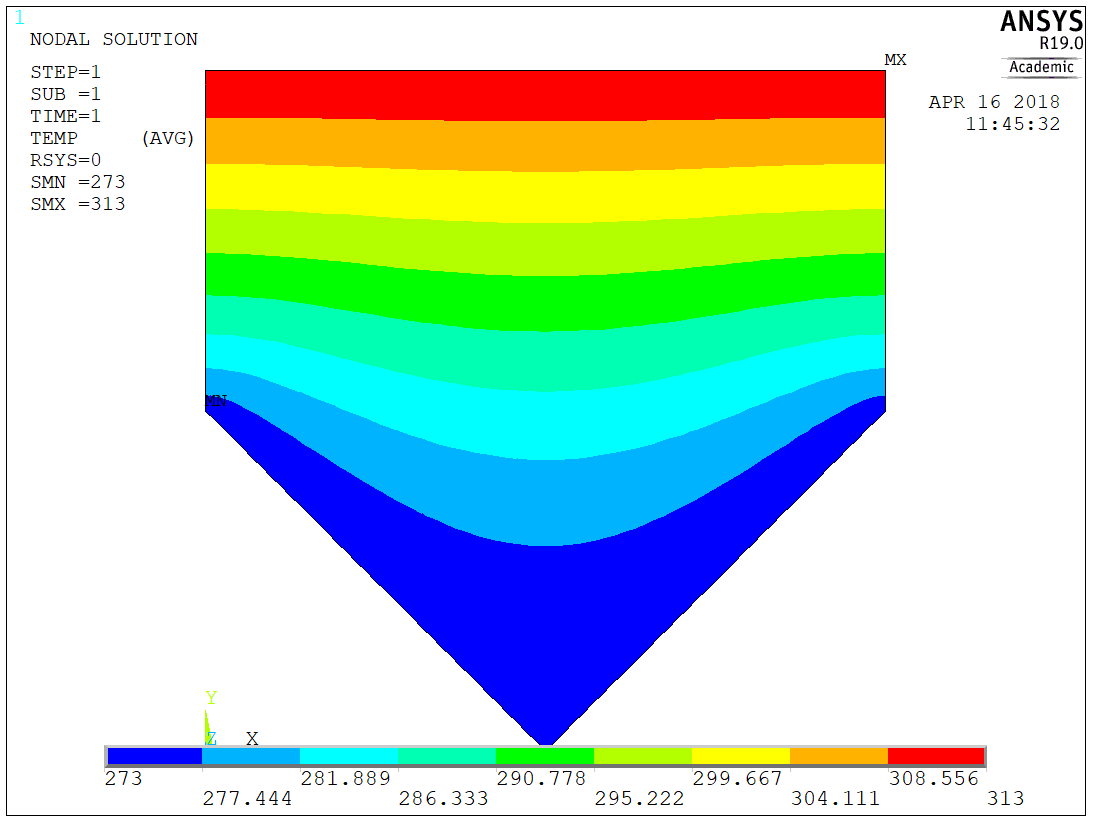 1
ANSYS
R19.0
Academic
NODAL SOLUTION
STEP=1
SUB =1
TIME=1
TEMP (AVG)
RSYS=0
SMN =273
SMX =313
MX
APR 16 2018
11:45:32
MN
Y
Z X
273 281.889 290.778 299.667 308.556
277.444 286.333 295.222 304.111 313